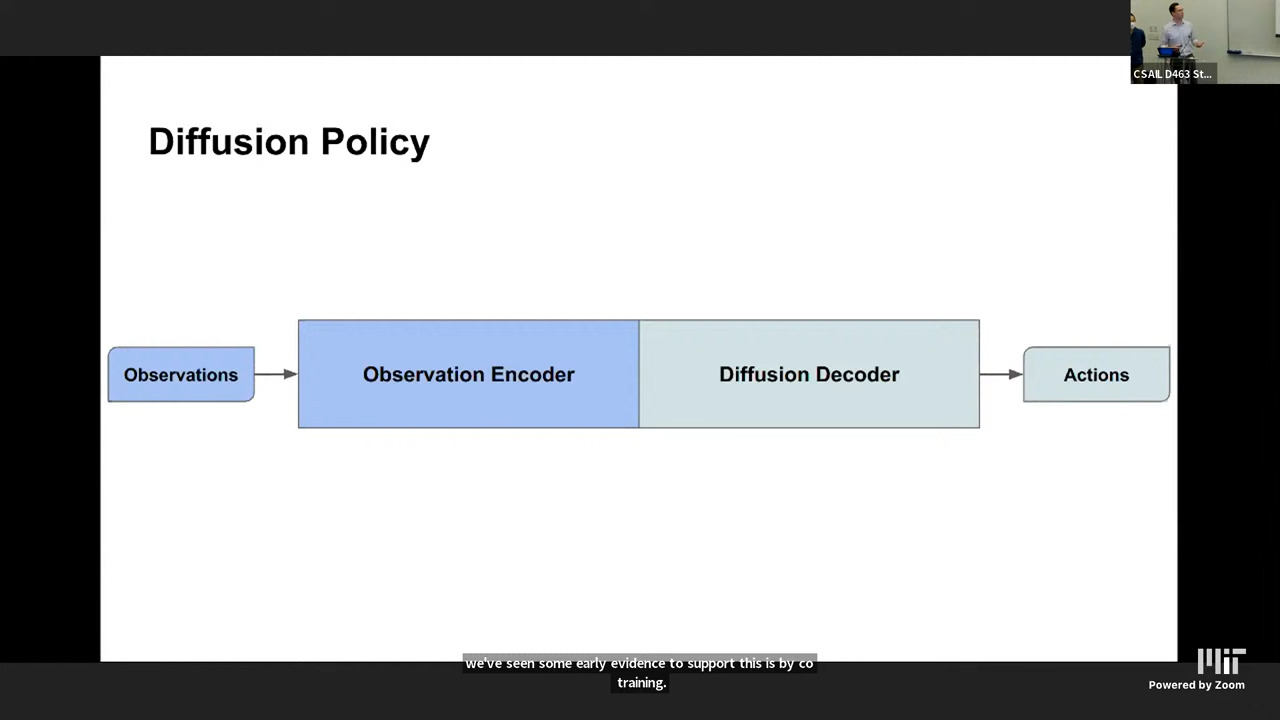 CSAIL D463 St...
Diffusion Policy
Observations
Observation Encoder
Diffusion Decoder
Actions
we've seen some early evidence to support this is by co
training.
MIT
Powered by Zoom